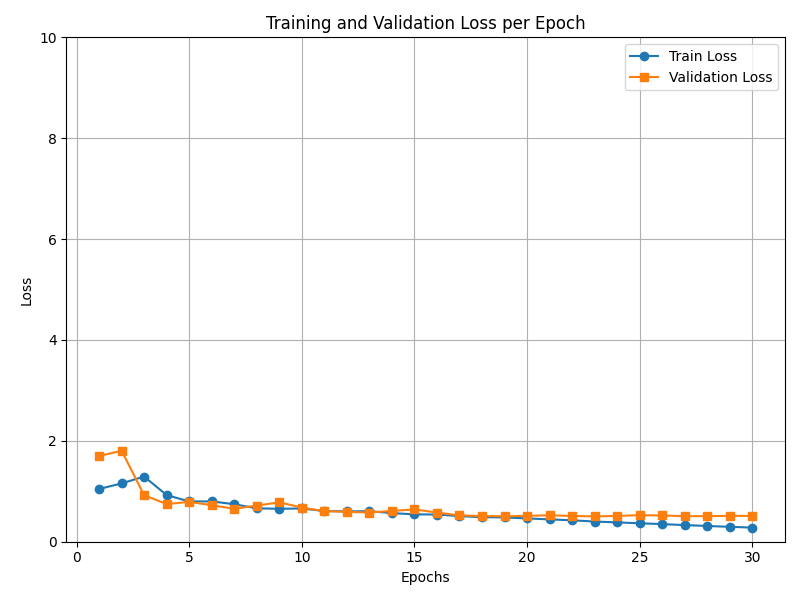 Training and Validation Loss per Epoch
Train Loss
Validation Loss
10
8
6
4
2
0
Loss
0 5 10 15 20 25 30
Epochs